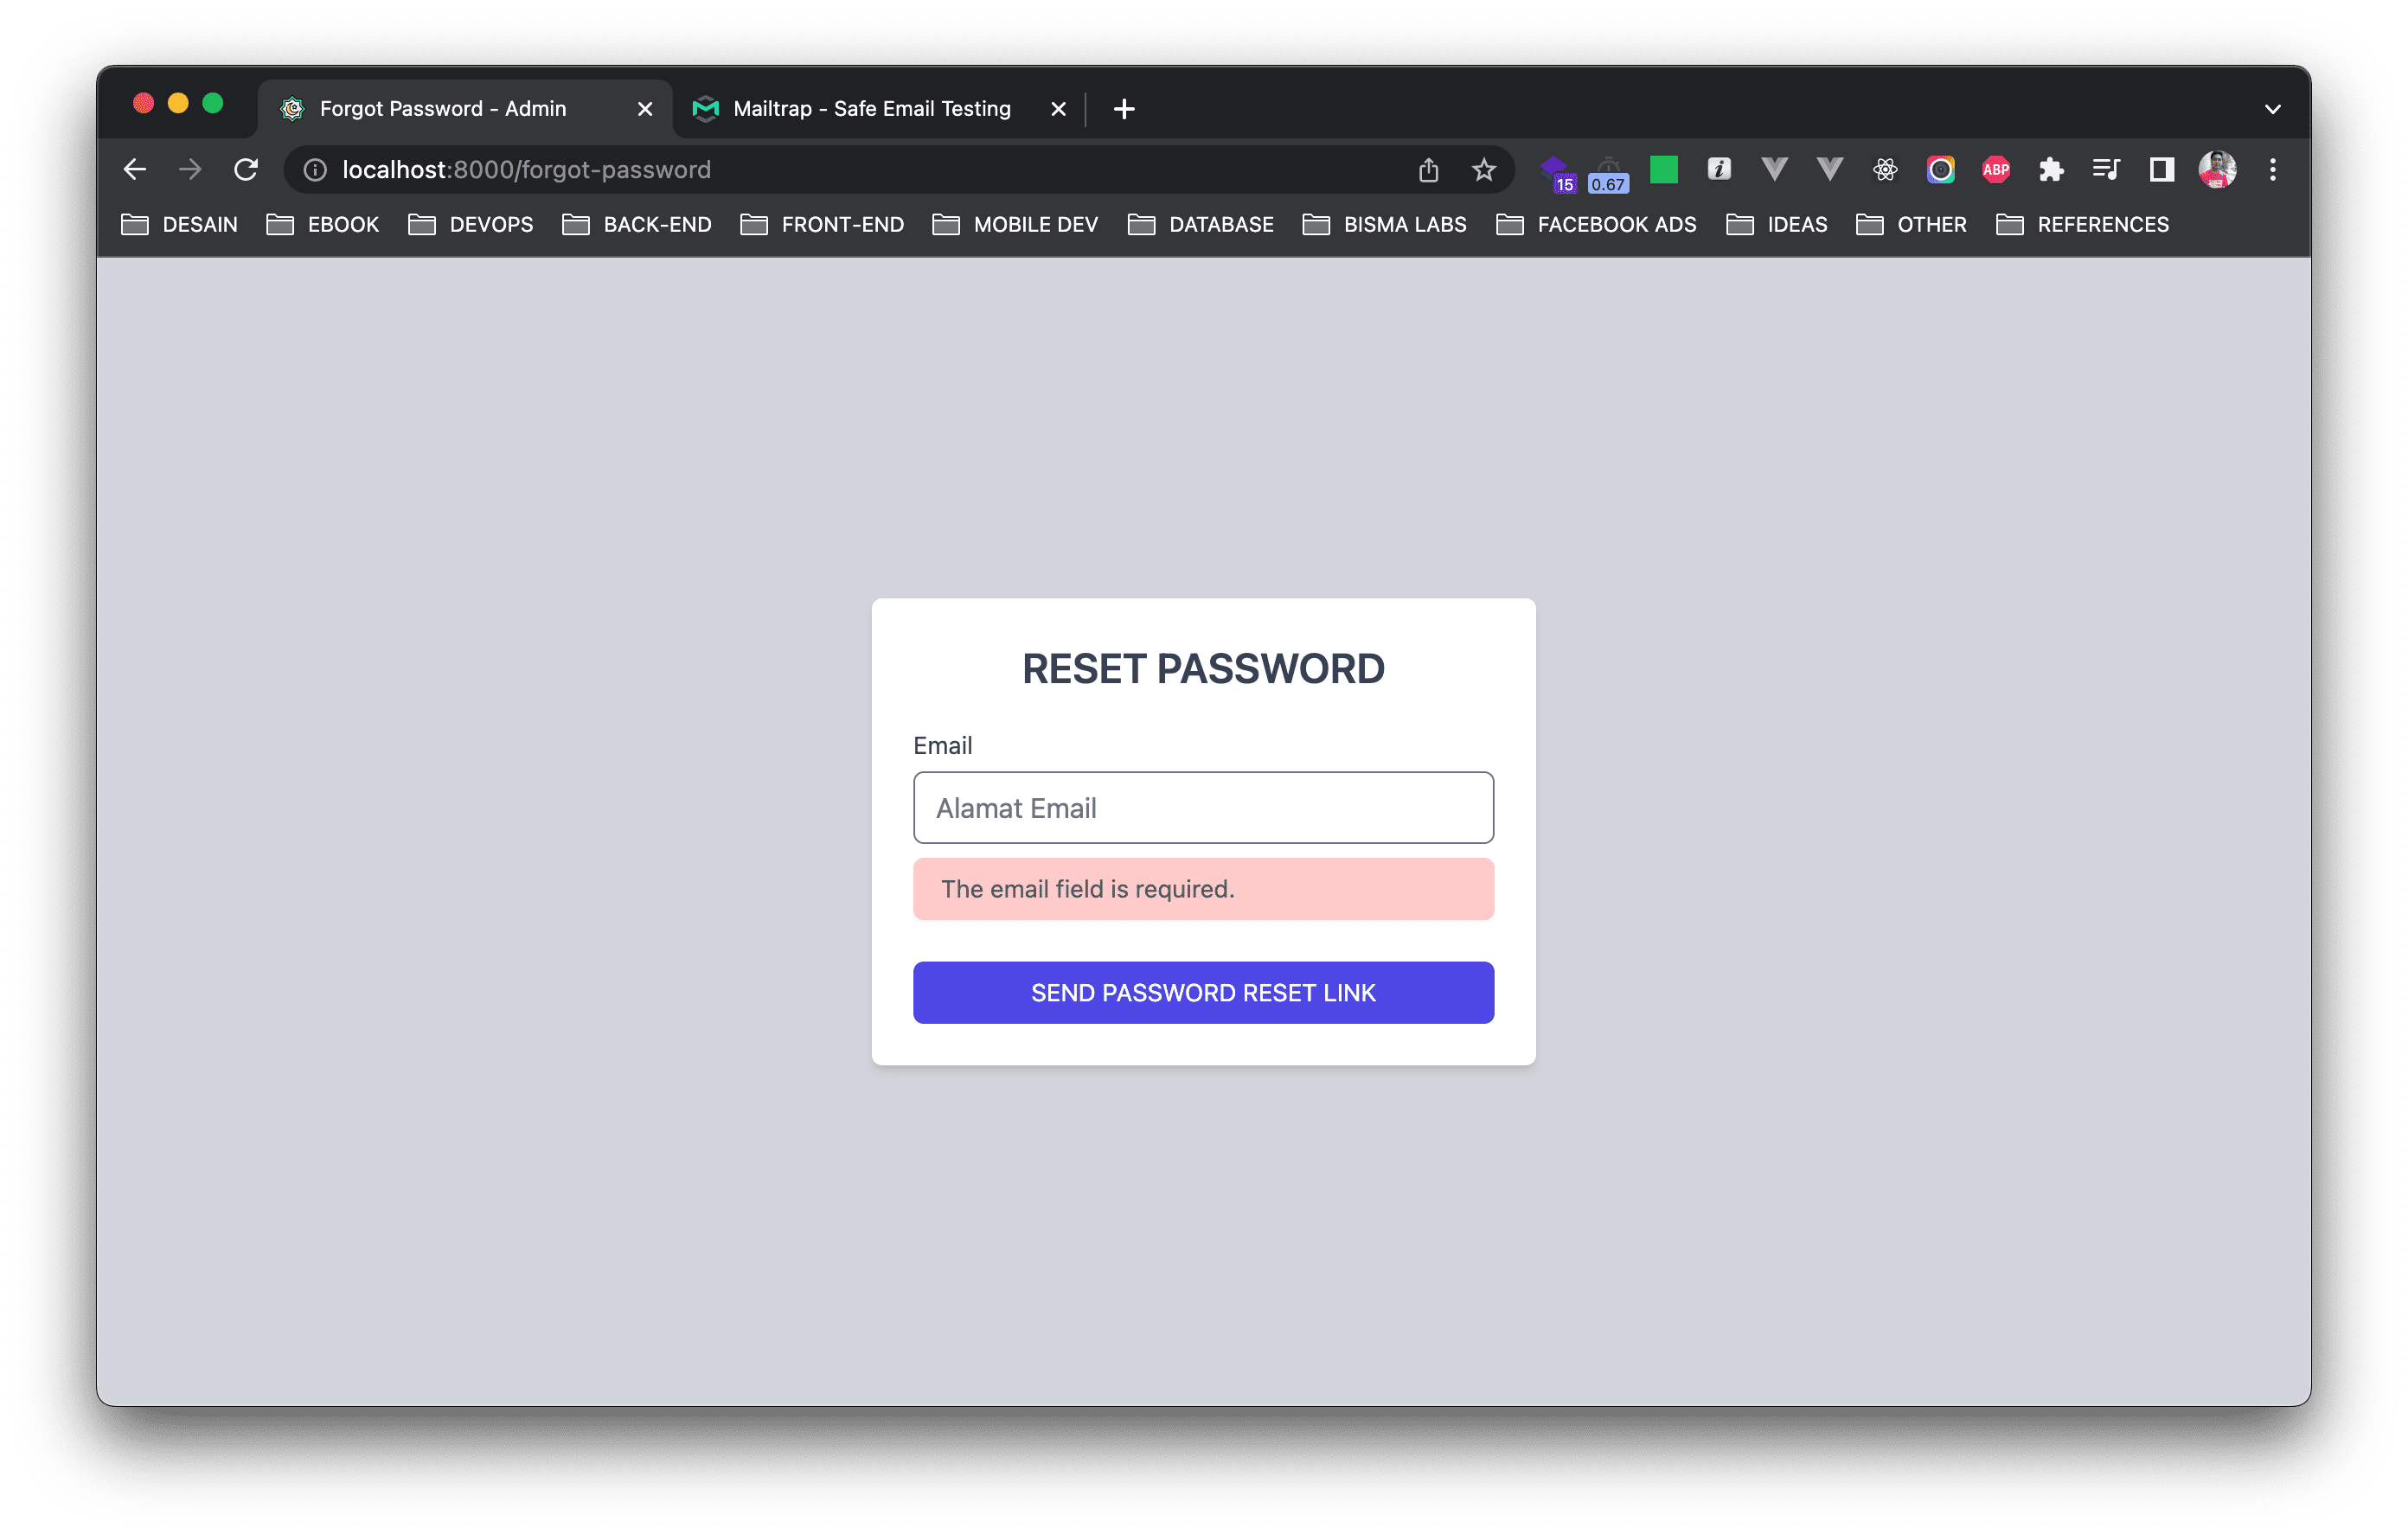 Forgot Password - Admin
Mailtrap - Safe Email Testing
localhost:8000/forgot-password
15
0.67
i
ABP
DESAIN
EBOOK
DEVOPS
BACK-END
FRONT-END
MOBILE DEV
DATABASE
BISMA LABS
FACEBOOK ADS
IDEAS
OTHER
REFERENCES
RESET PASSWORD
Email
Alamat Email
The email field is required.
SEND PASSWORD RESET LINK